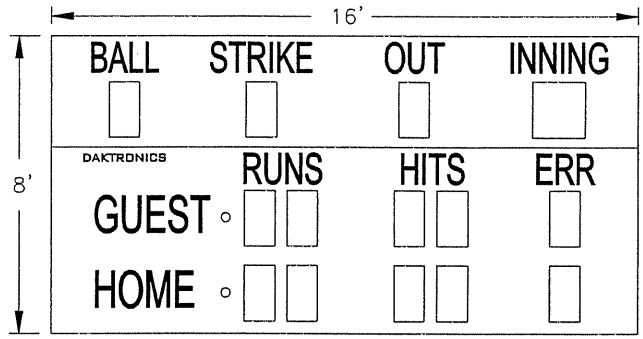 16'
BALL STRIKE OUT INNING
8'
DAKTRONICS
RUNS HITS ERR
GUEST
HOME